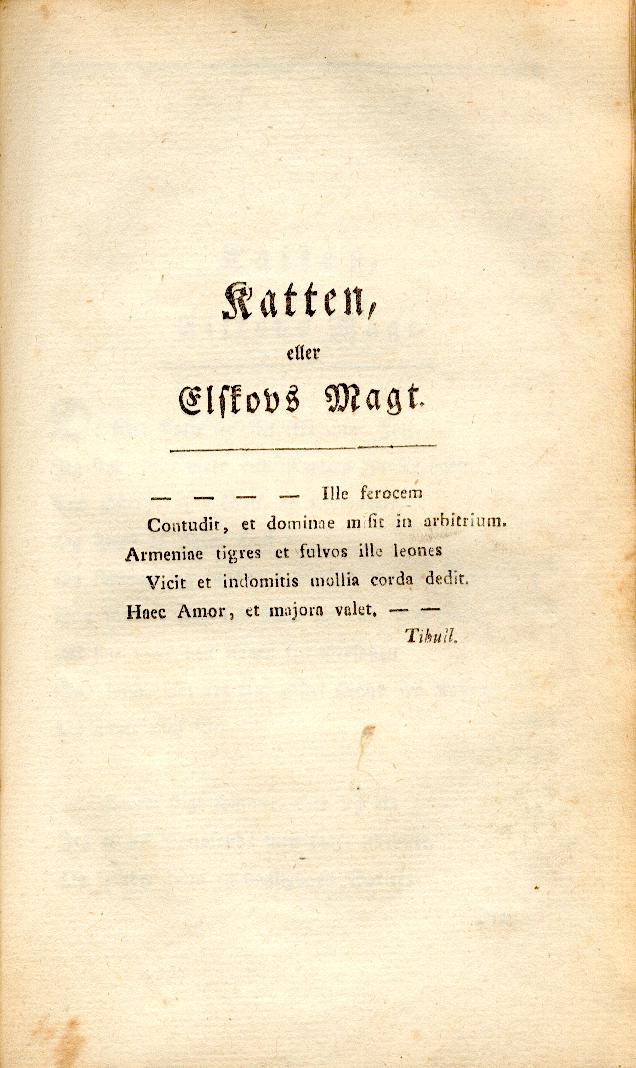 Katten,
eller
Elskovs Magt.
— — — — Ille ferocem
Contudit, et dominae misit in arbitrium.
Armeniae tigres et fulvos ille leones
Vicit et indomitis mollia corda dedit.
Haec Amor, et majora valet. — —
Tibull.